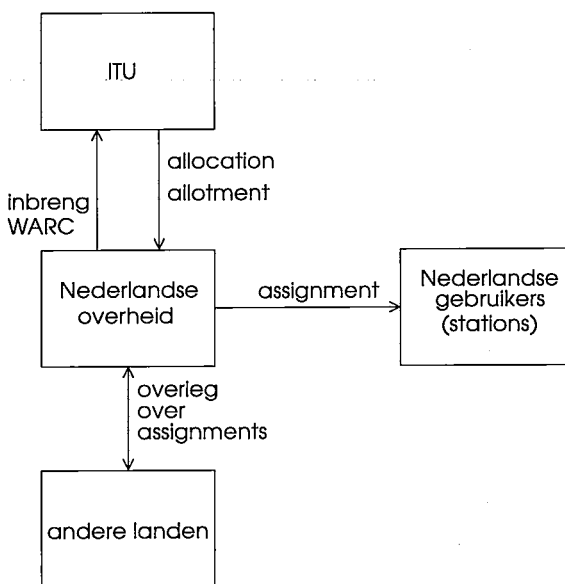 ITU
allocation
allotment
inbreng
WARC
Nederlandse
overheid
assignment
Nederlandse
gebruikers
(stations)
overleg
over
assignments
andere landen